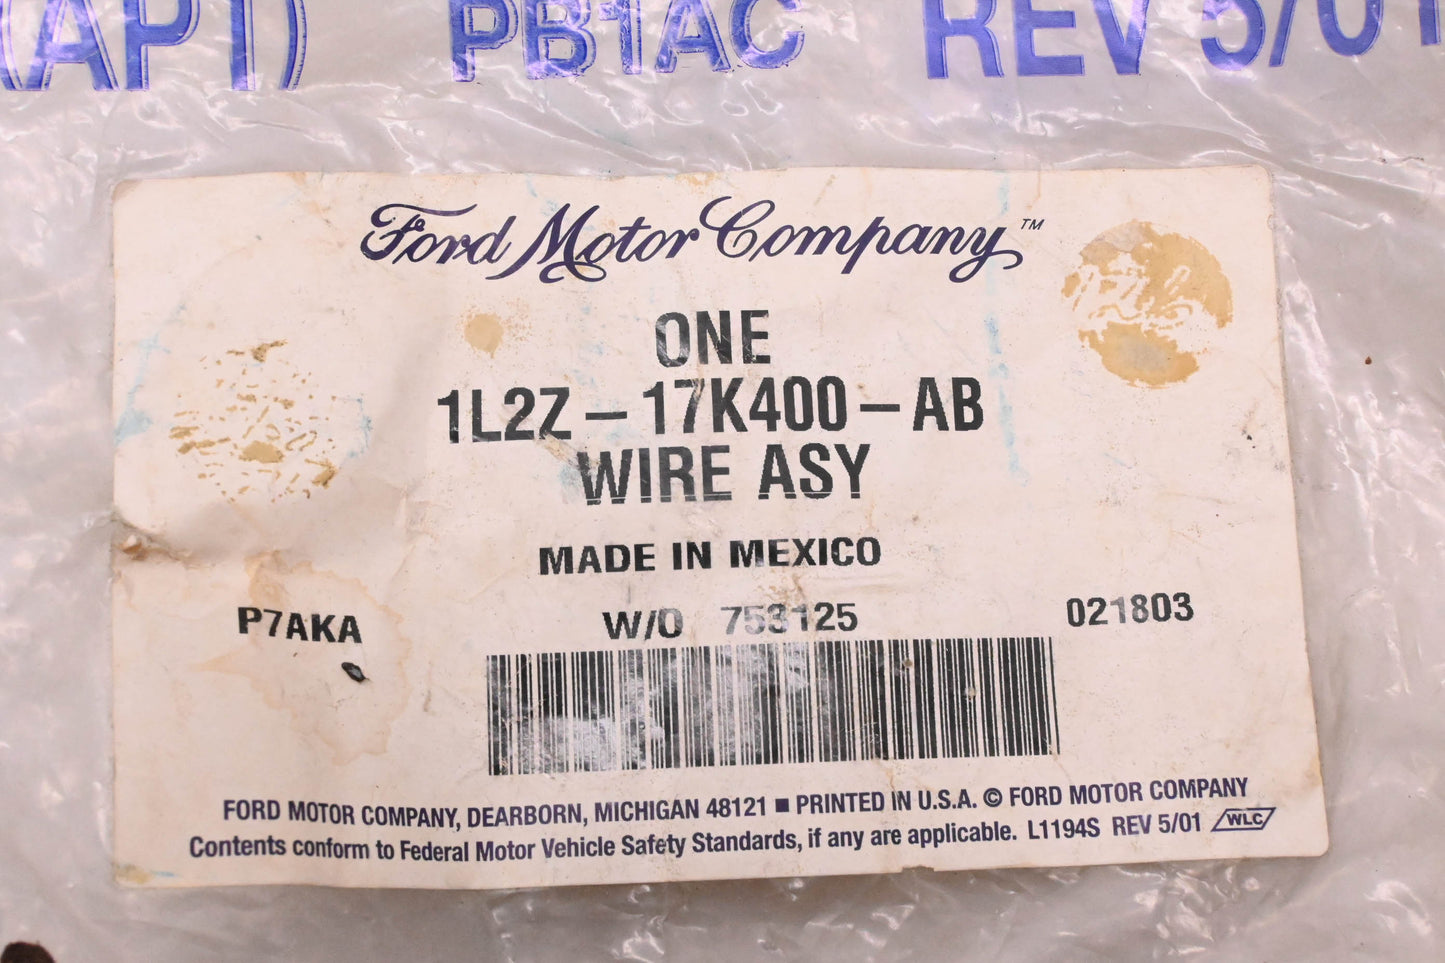 (API) PB1AC REV 5/01
Ford Motor Company™
ONE
1L2Z – 17K400 – AB
WIRE ASY
MADE IN MEXICO
P7AKA W/O 753125 021803
FORD MOTOR COMPANY, DEARBORN, MICHIGAN 48121 ■ PRINTED IN U.S.A. © FORD MOTOR COMPANY
Contents conform to Federal Motor Vehicle Safety Standards, if any are applicable. L1194S REV 5/01 WLC